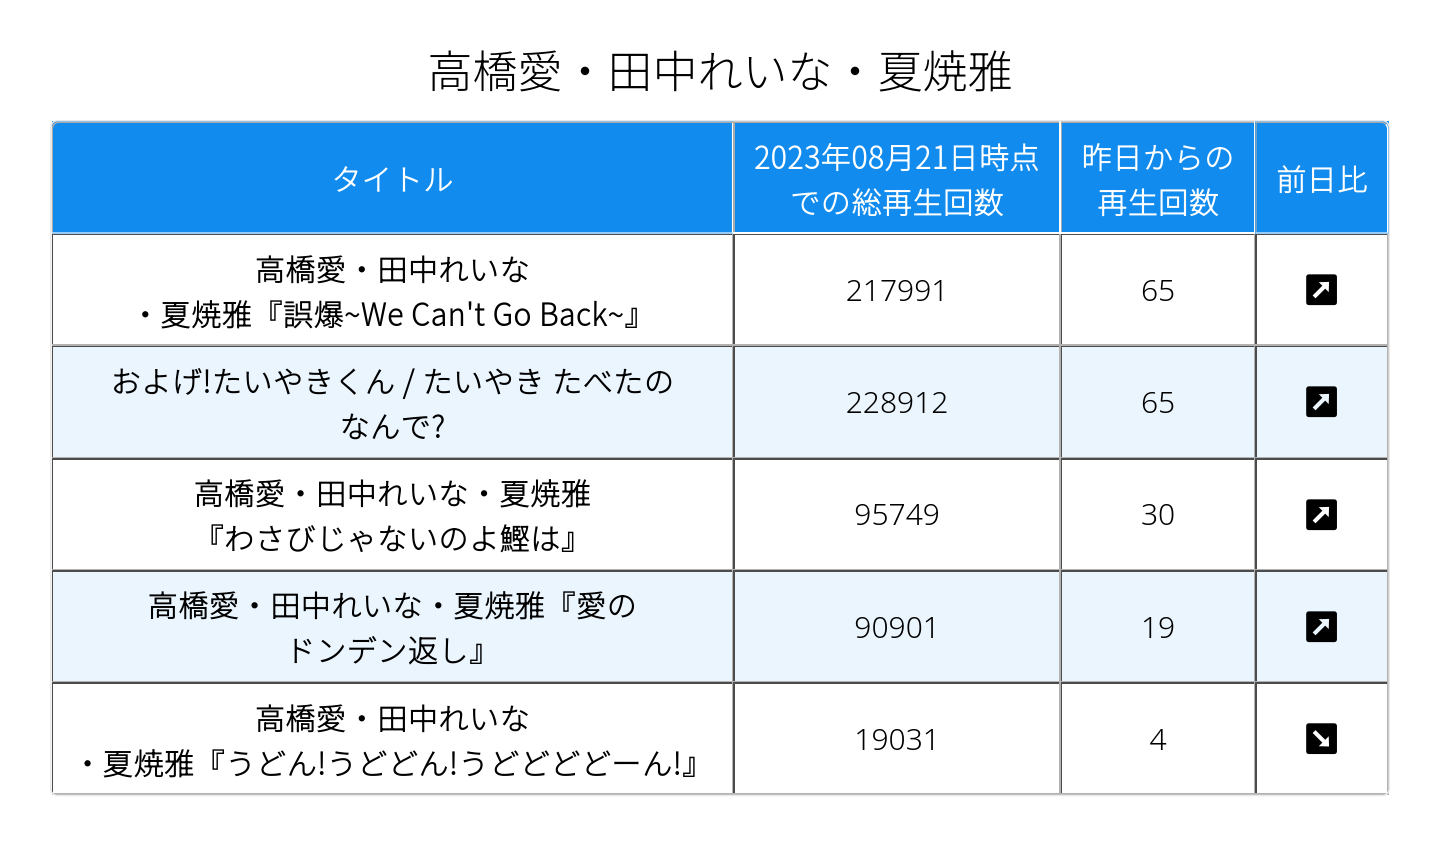 高橋愛・田中れいな・夏焼雅
タイトル
2023年08月21日時点
での総再生回数
昨日からの
再生回数
前日比
高橋愛・田中れいな
・夏焼雅『誤爆~We Can't Go Back~』
217991
65
およげ!たいやきくん / たいやき たべたの
なんで?
228912
65
高橋愛・田中れいな・夏焼雅
『わさびじゃないのよ鰹は』
95749
30
高橋愛・田中れいな・夏焼雅『愛の
ドンデン返し』
90901
19
高橋愛・田中れいな
・夏焼雅『うどん!うどどん!うどどどどーん!』
19031
4